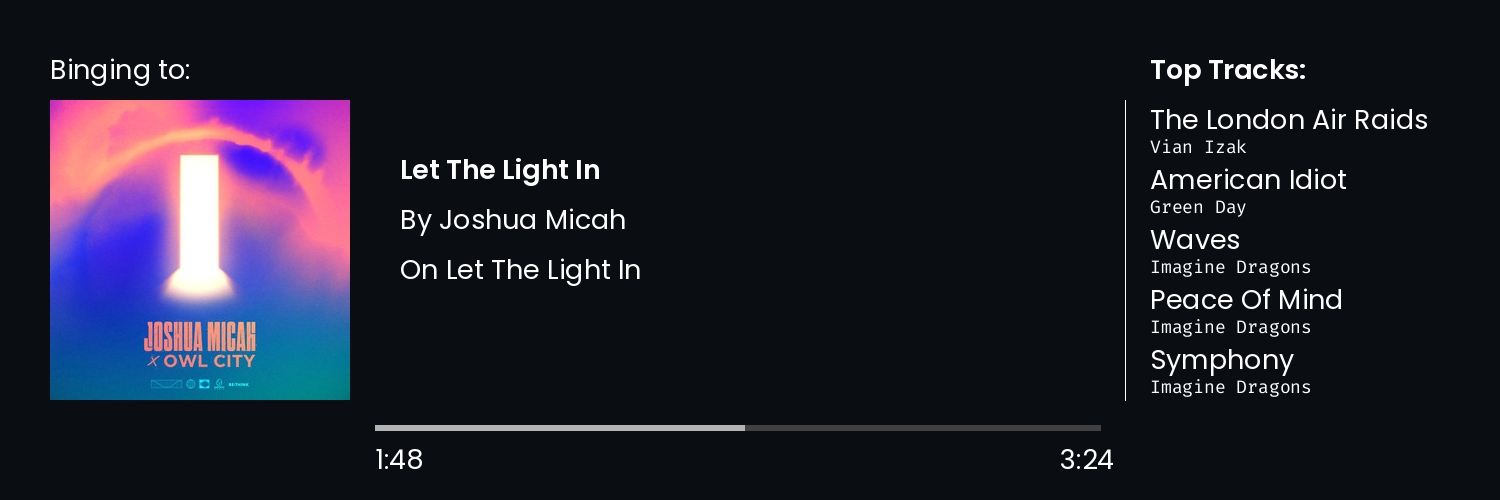 Binging to:
JOSHUA MICAH
X OWL CITY
RE:THINK
Let The Light In
By Joshua Micah
On Let The Light In
1:48
3:24
Top Tracks:
The London Air Raids
Vian Izak
American Idiot
Green Day
Waves
Imagine Dragons
Peace Of Mind
Imagine Dragons
Symphony
Imagine Dragons